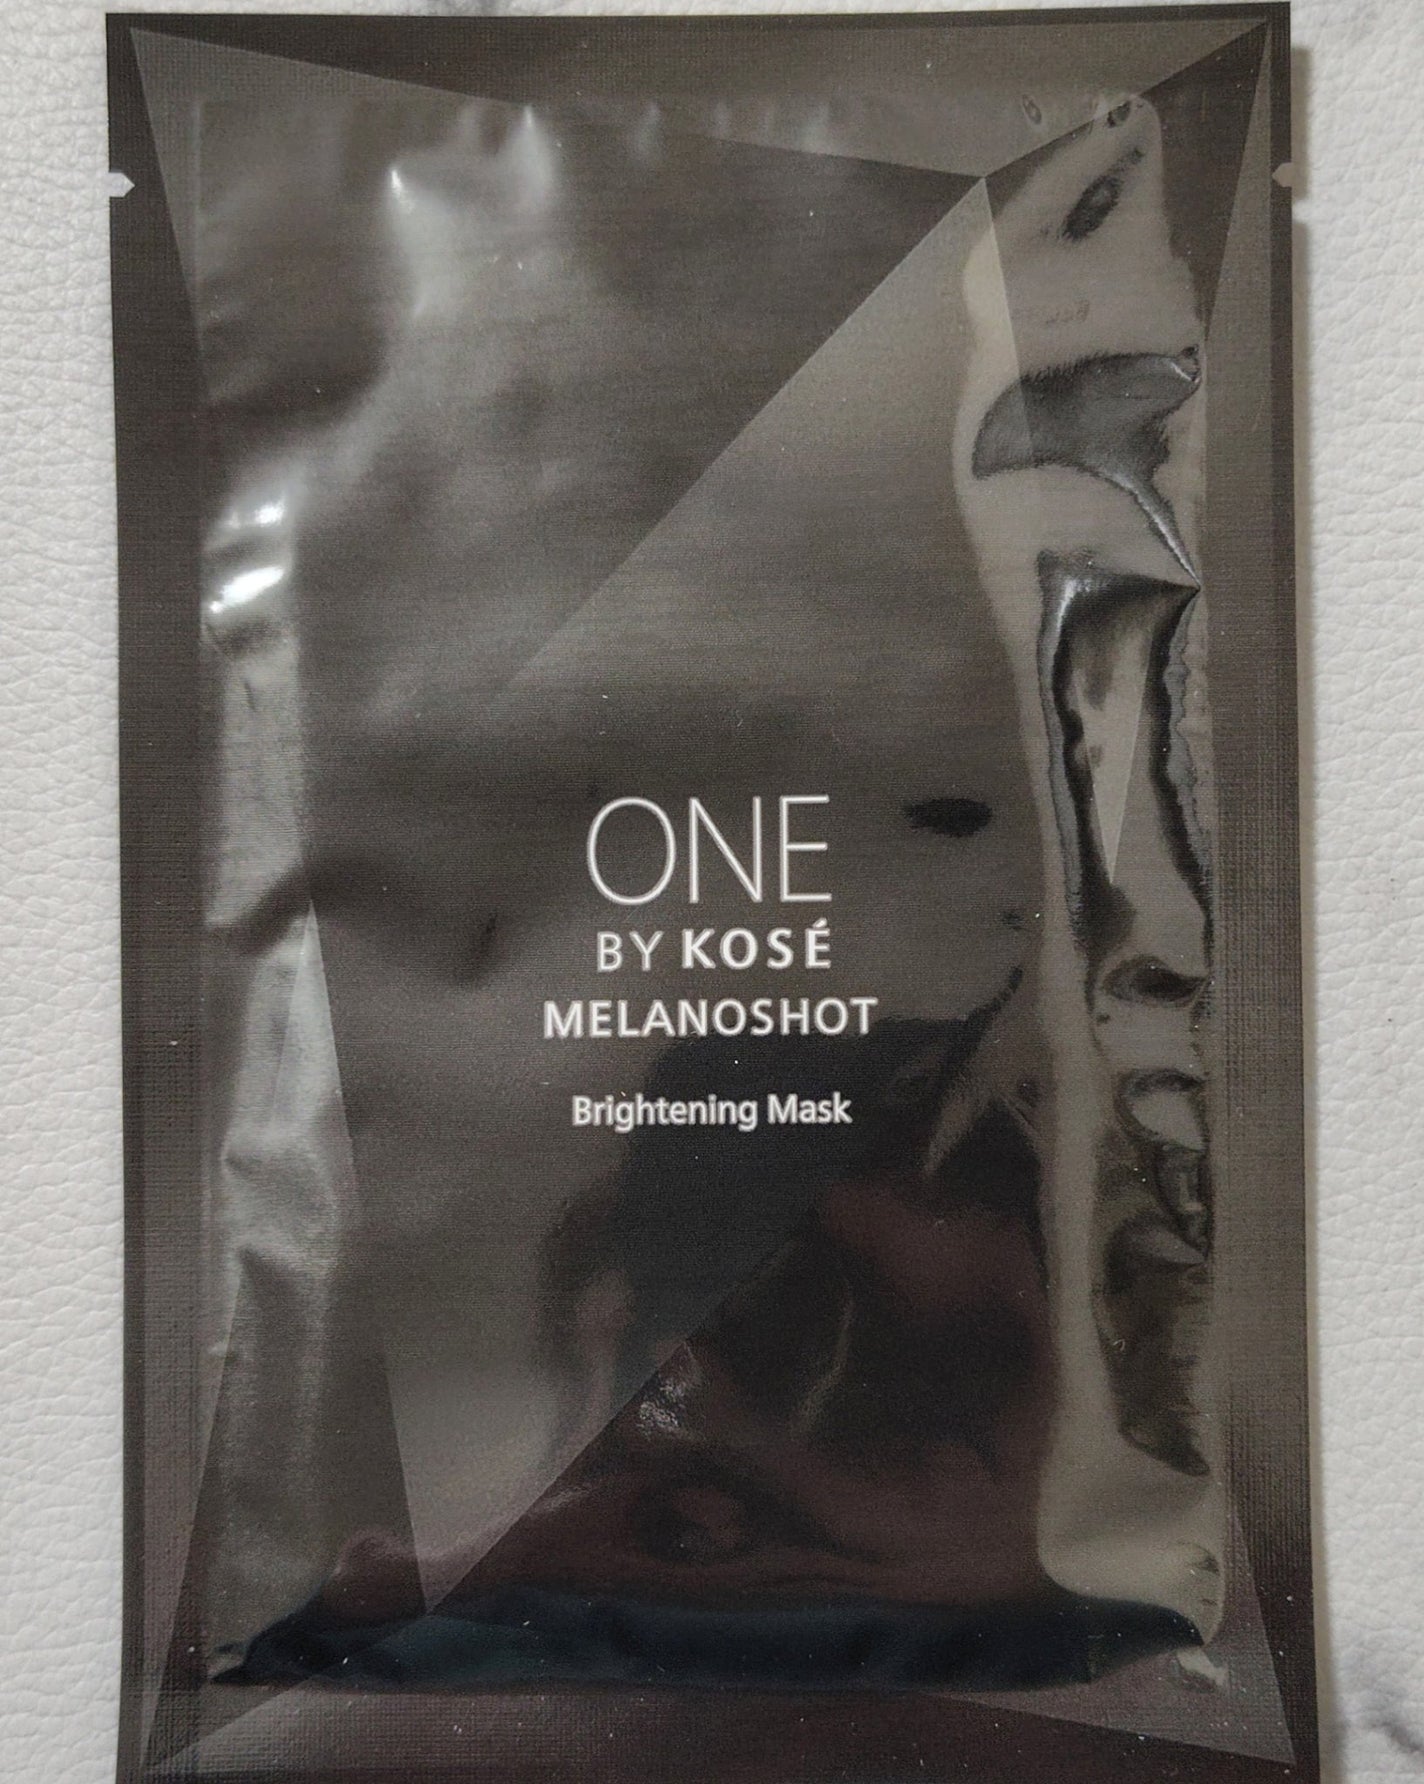 ONE
BY KOSÉ
MELANOSHOT
Brightening Mask